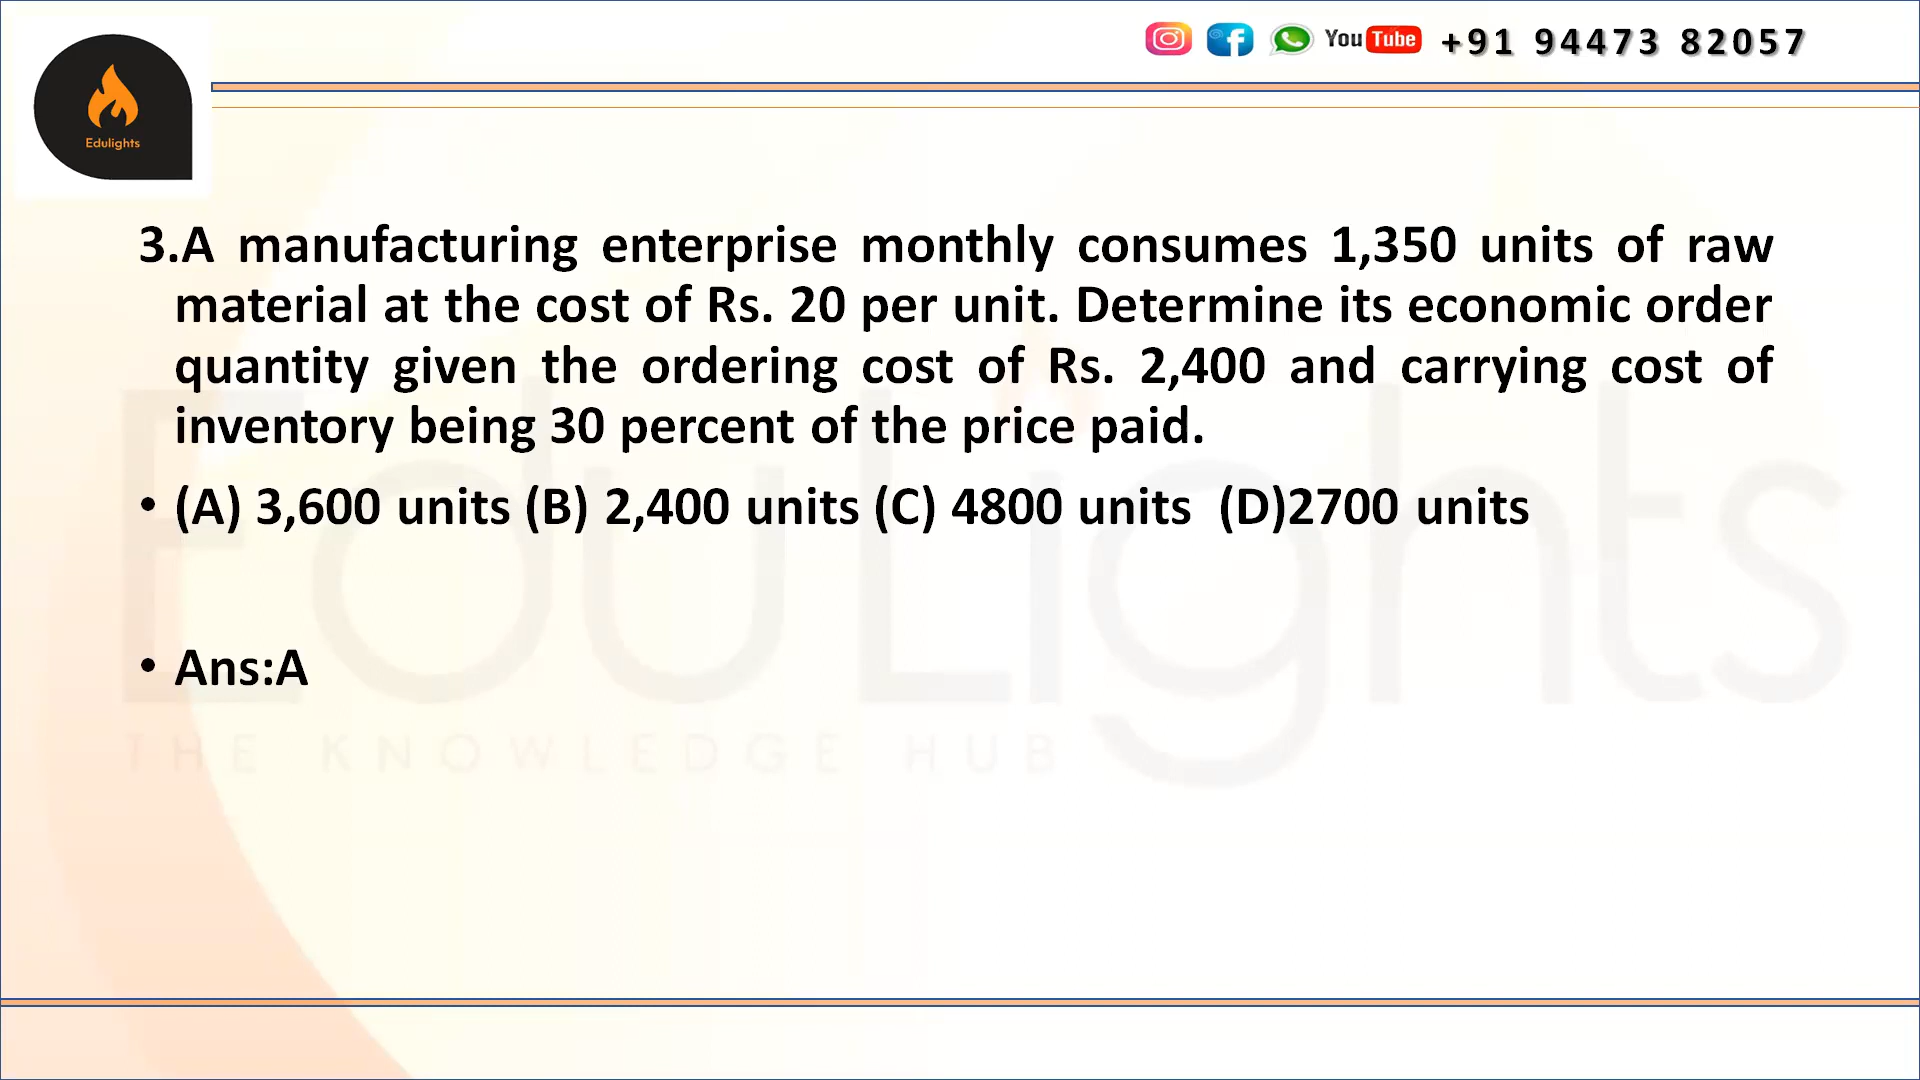 You Tube +91 94473 82057
Edulights
3.A manufacturing enterprise monthly consumes 1,350 units of raw
material at the cost of Rs. 20 per unit. Determine its economic order
quantity given the ordering cost of Rs. 2,400 and carrying cost of
inventory being 30 percent of the price paid.
• (A) 3,600 units (B) 2,400 units (C) 4800 units (D)2700 units
• Ans:A
EduLights
THE KNOWLEDGE HUB